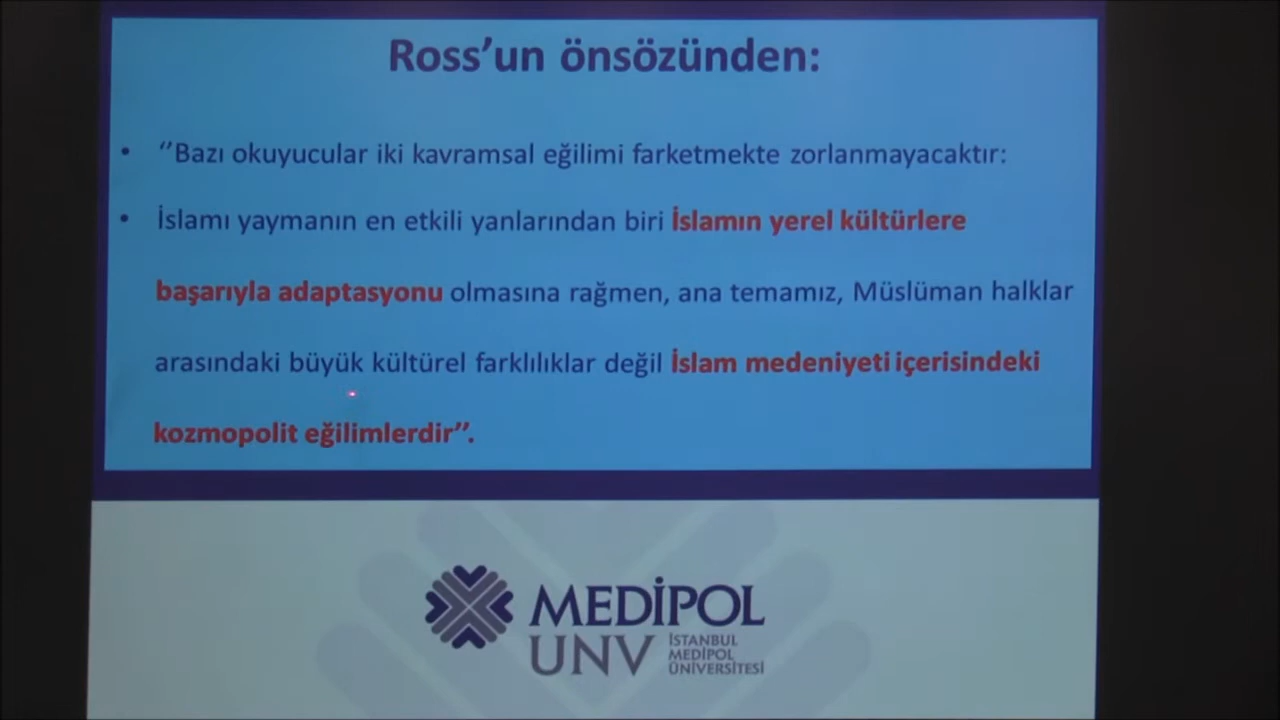 Ross’un önsözünden:
• ‘’Bazı okuyucular iki kavramsal eğilimi farketmekte zorlanmayacaktır:
• İslamı yaymanın en etkili yanlarından biri İslamın yerel kültürlere
başarıyla adaptasyonu olmasına rağmen, ana temamız, Müslüman halklar
arasındaki büyük kültürel farklılıklar değil İslam medeniyeti içerisindeki
kozmopolit eğilimlerdir’’.
MEDİPOL
UNV
İSTANBUL
MEDİPOL
ÜNİVERSİTESİ